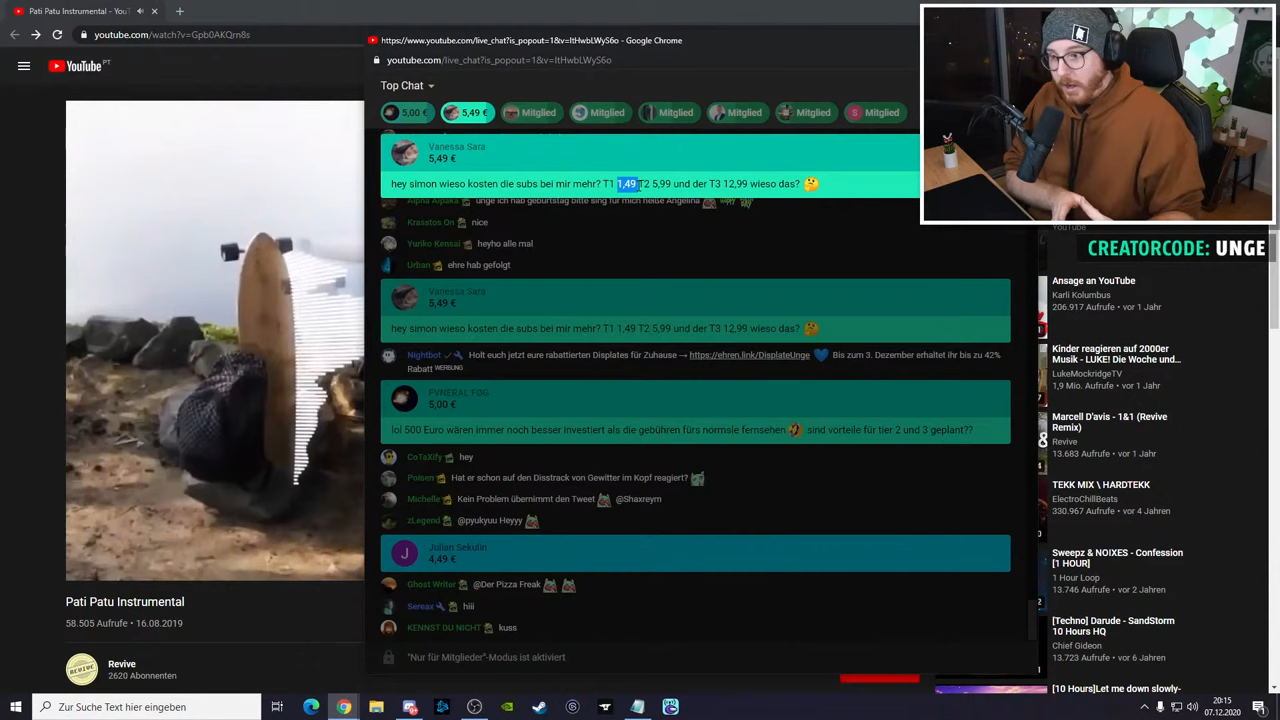 Pati Patu Instrumental - YouT
youtube.com/watch?v=Gpb0PKQrn8s
https://www.youtube.com/live_chat?is_popout=1&v=ItHwbLWyS6o - Google Chrome
youtube.com/live_chat?is_popout=1&v=ItHwbLWyS6o
YouTube PT
Top Chat
5,00 €
5,49 €
Mitglied
Mitglied
Mitglied
Mitglied
Mitglied
S Mitglied
Vanessa Sara
5,49 €
hey simon wieso kosten die subs bei mir mehr? T1 1,49 T2 5,99 und der T3 12,99 wieso das?
Alpha Alpaka unge ich hab geburtstag bitte sing für mich heiße Angelina
Krasstos On nice
Yuriko Kensai heyho alle mal
Urban ehre hab gefolgt
Vanessa Sara
5,49 €
hey simon wieso kosten die subs bei mir mehr? T1 1,49 T2 5,99 und der T3 12,99 wieso das?
Holt euch jetzt eure rabattierten Displates für Zuhause →
Bis zum 3. Dezember erhaltet ihr bis zu 42%
Rabatt WERBUNG
FVNERAL FOG
5,00 €
lol 500 Euro wären immer noch besser investiert als die gebühren fürs normsle fernsehen sind vorteile für tier 2 und 3 geplant??
CoTaXify hey
Poisen Hat er schon auf den Disstrack von Gewitter im Kopf reagiert?
Michelle Kein Problem übernimmt den Tweet @Shaxreym
zLegend @pyukyuu Heyyy
J
Julian Sekulin
4,49 €
Ghost Writer @Der Pizza Freak
Sereax hiii
KENNST DU NICHT kuss
"Nur für Mitglieder"-Modus ist aktiviert
Pati Patu Instrumental
58.505 Aufrufe • 16.08.2019
REVIVE
Revive
2620 Abonnenten
YouTube
CREATORCODE: UNGE
Ansage an YouTube
Karli Kolumbus
206.917 Aufrufe • vor 1 Jahr
Kinder reagieren auf 2000er
Musik - LUKE! Die Woche und...
LukeMockridgeTV
1,9 Mio. Aufrufe • vor 1 Jahr
Marcell D'avis - 1&1 (Revive
Remix)
Revive
13.683 Aufrufe • vor 1 Jahr
TEKK MIX \ HARDTEKK
ElectroChillBeats
330.967 Aufrufe • vor 4 Jahren
Sweepz & NOIXES - Confession
[1 HOUR]
1 Hour Loop
13.746 Aufrufe • vor 2 Jahren
[Techno] Darude - SandStorm
10 Hours HQ
Chief Gideon
13.723 Aufrufe • vor 6 Jahren
[10 Hours]Let me down slowly-
Zur Suche Text hier eingeben
20:15
07.12.2020